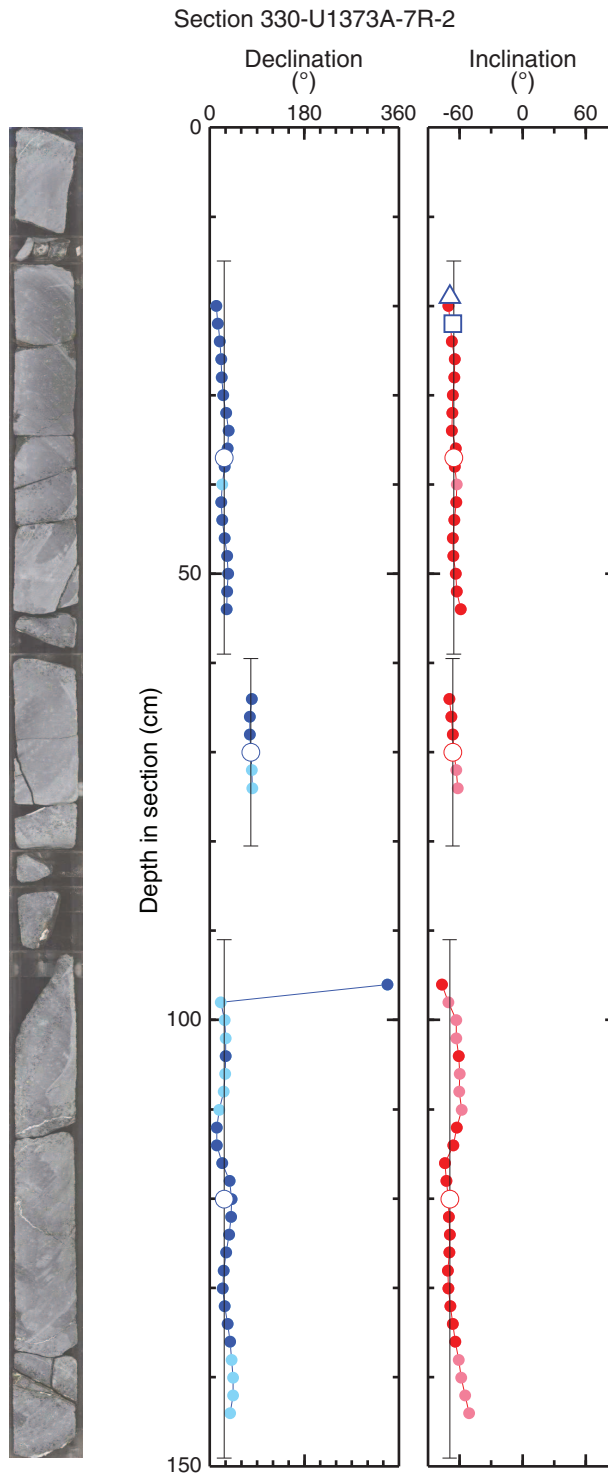 Section 330-U1373A-7R-2
Declination
(°)
Inclination
(°)
0 180 360
-60 0 60
0
50
100
150
Depth in section (cm)